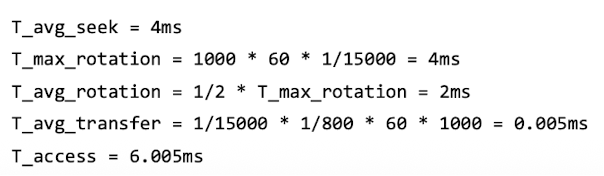 T_avg_seek = 4ms
T_max_rotation = 1000 * 60 * 1/15000 = 4ms
T_avg_rotation = 1/2 * T_max_rotation = 2ms
T_avg_transfer = 1/15000 * 1/800 * 60 * 1000 = 0.005ms
T_access = 6.005ms